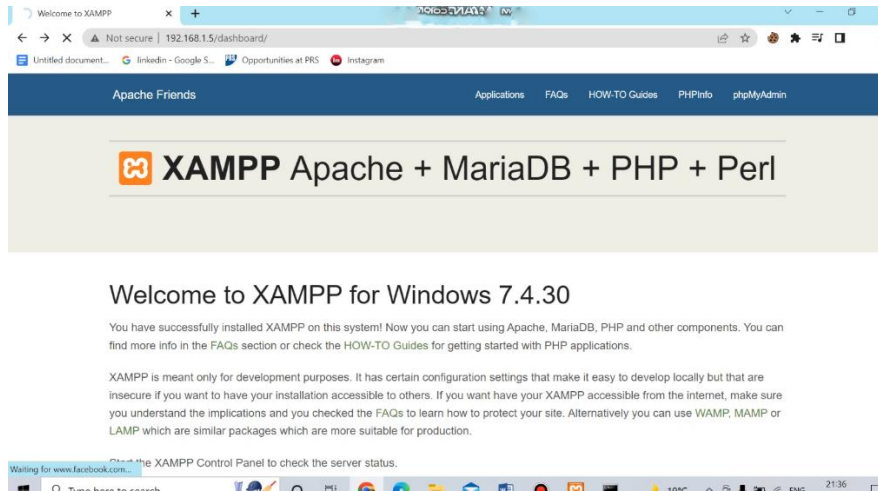 Welcome to XAMPP
Not secure | 192.168.1.5/dashboard/
Untitled document... linkedin - Google S... Opportunities at PRS Instagram
Apache Friends Applications FAQs HOW-TO Guides PHPInfo phpMyAdmin
XAMPP Apache + MariaDB + PHP + Perl
Welcome to XAMPP for Windows 7.4.30
You have successfully installed XAMPP on this system! Now you can start using Apache, MariaDB, PHP and other components. You can
find more info in the FAQs section or check the HOW-TO Guides for getting started with PHP applications.
XAMPP is meant only for development purposes. It has certain configuration settings that make it easy to develop locally but that are
insecure if you want to have your installation accessible to others. If you want have your XAMPP accessible from the internet, make sure
you understand the implications and you checked the FAQs to learn how to protect your site. Alternatively you can use WAMP, MAMP or
LAMP which are similar packages which are more suitable for production.
the XAMPP Control Panel to check the server status.
Waiting for www.facebook.com...
Type here to search 19°C ENG 21:36